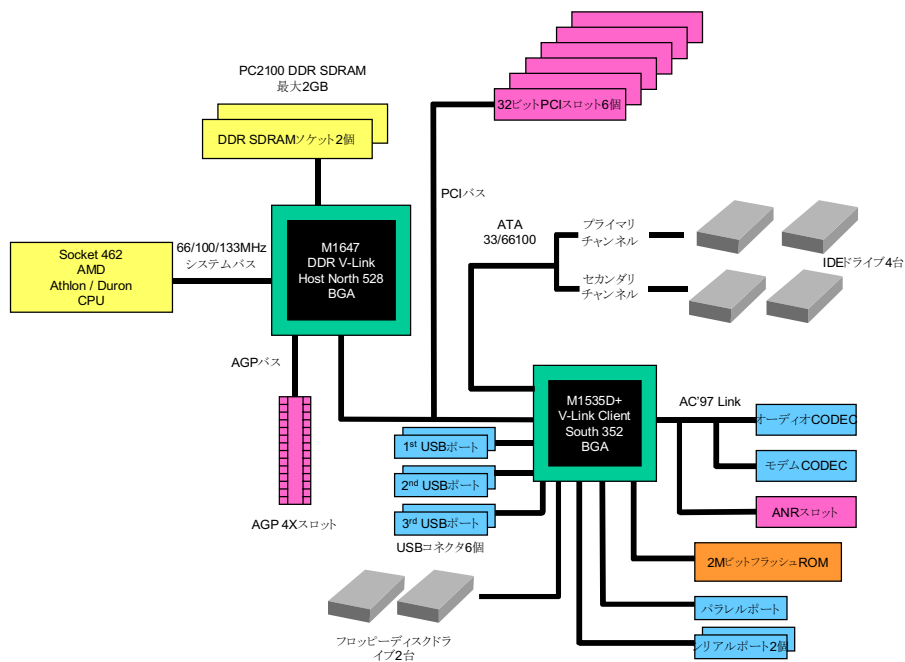 PC2100 DDR SDRAM
最大2GB
DDR SDRAMソケット2個
32ビットPCIスロット6個
PCIバス
Socket 462
AMD
Athlon / Duron
CPU
66/100/133MHz
システムバス
M1647
DDR V-Link
Host North 528
BGA
ATA
33/66100
プライマリ
チャンネル
セカンダリ
チャンネル
IDEドライブ4台
AGPバス
AGP 4Xスロット
M1535D+
V-Link Client
South 352
BGA
AC'97 Link
オーディオCODEC
モデムCODEC
ANRスロット
1st USBポート
2nd USBポート
3rd USBポート
USBコネクタ6個
2MビットフラッシュROM
パラレルポート
シリアルポート2個
フロッピーディスクドラ
イブ2台